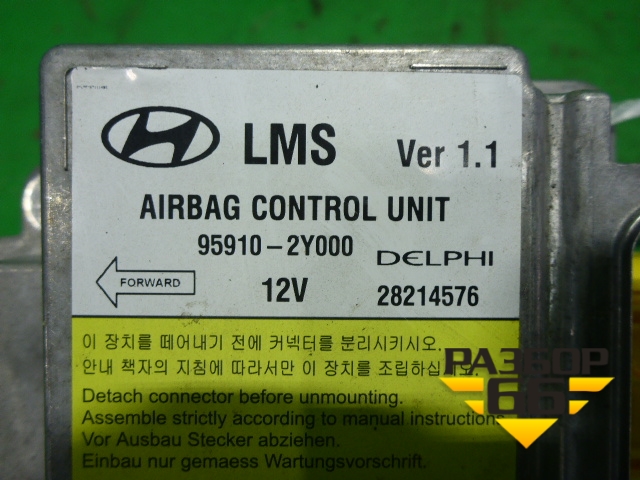 LMS Ver 1.1
AIRBAG CONTROL UNIT
95910-2Y000 DELPHI
FORWARD 12V 28214576
이 장치를 떼어내기 전에 커넥터를 분리시키시오.
안내 책자의 지침에 따라서만 이 장치를 조립하십시오.
Detach connector before unmounting.
Assemble strictly according to manual instructions.
Vor Ausbau Stecker abziehen.
Einbau nur gemaess Wartungsvorschrift.
РАЗБОР
66